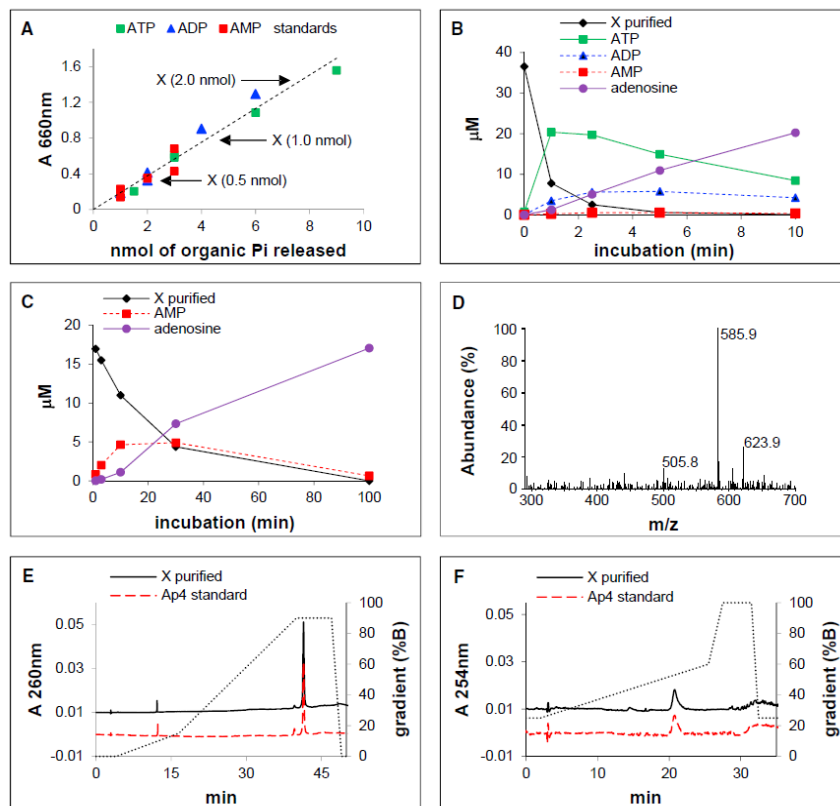 A
ATP ADP AMP standards
A 660nm
1.6
1.2
0.8
0.4
0
X (2.0 nmol)
X (1.0 nmol)
X (0.5 nmol)
0 2 4 6 8 10
nmol of organic Pi released
B
X purified
ATP
ADP
AMP
adenosine
µM
40
30
20
10
0
0 2 4 6 8 10
incubation (min)
C
X purified
AMP
adenosine
µM
20
15
10
5
0
0 20 40 60 80 100
incubation (min)
D
Abundance (%)
100
80
60
40
20
0
585.9
623.9
505.8
300 400 500 600 700
m/z
E
X purified
Ap4 standard
A 260nm
0.05
0.03
0.01
-0.01
100
80
60
40
20
0
gradient (%B)
0 15 30 45
min
F
X purified
Ap4 standard
A 254nm
0.05
0.03
0.01
-0.01
100
80
60
40
20
0
gradient (%B)
0 10 20 30
min